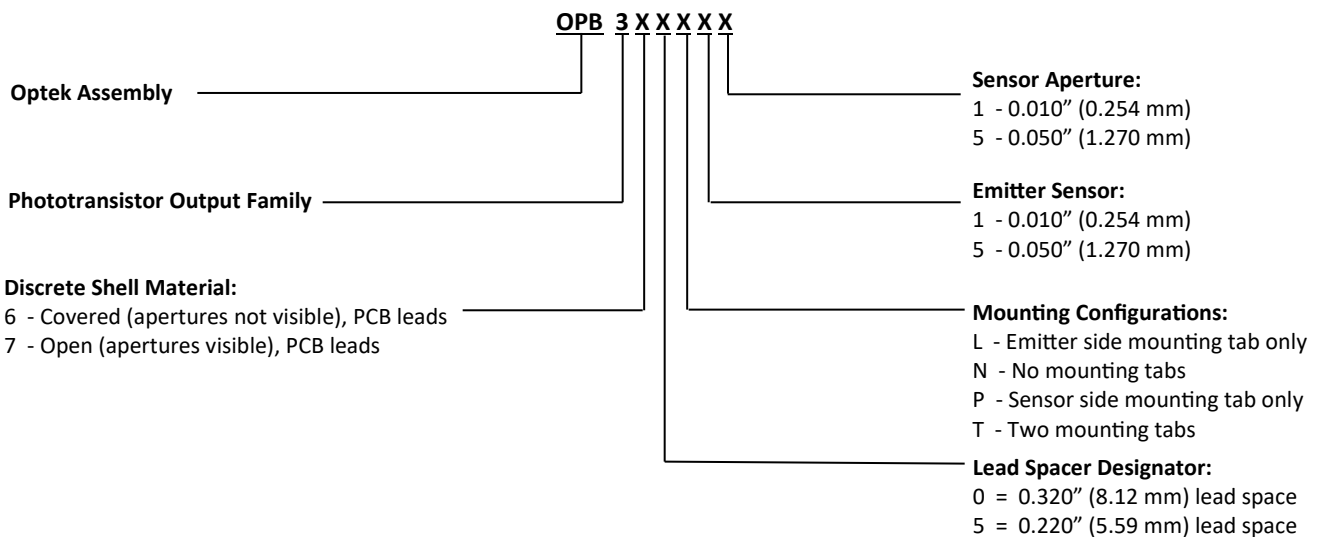 OPB 3 X X X X X
Optek Assembly
Phototransistor Output Family
Discrete Shell Material:
6 - Covered (apertures not visible), PCB leads
7 - Open (apertures visible), PCB leads
Sensor Aperture:
1 - 0.010” (0.254 mm)
5 - 0.050” (1.270 mm)
Emitter Sensor:
1 - 0.010” (0.254 mm)
5 - 0.050” (1.270 mm)
Mounting Configurations:
L - Emitter side mounting tab only
N - No mounting tabs
P - Sensor side mounting tab only
T - Two mounting tabs
Lead Spacer Designator:
0 = 0.320” (8.12 mm) lead space
5 = 0.220” (5.59 mm) lead space